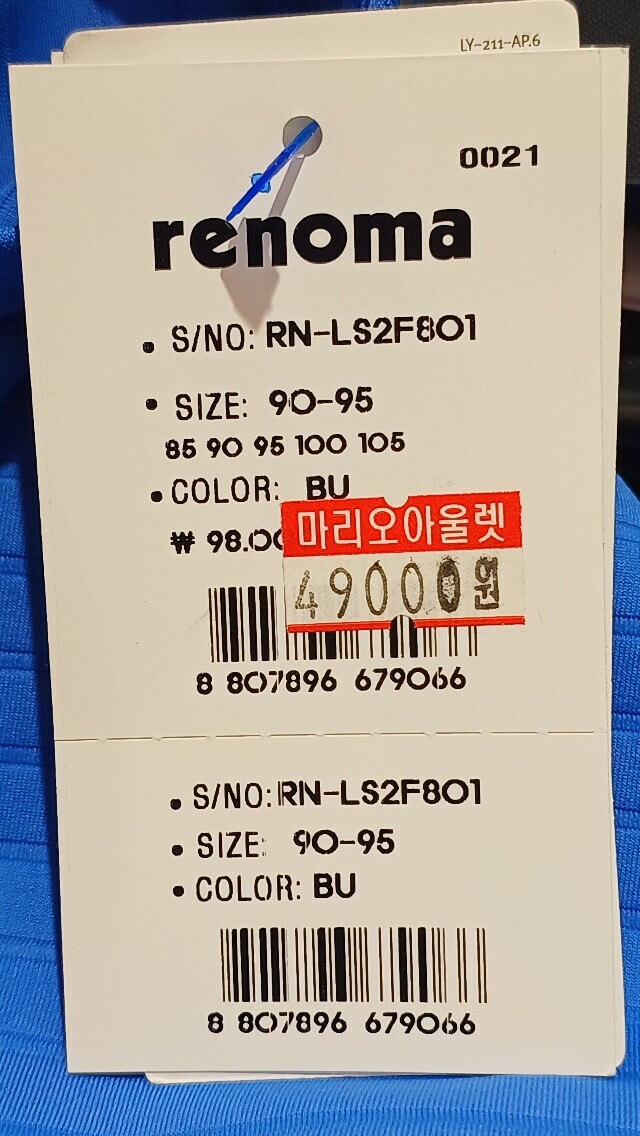 LY-211-AP.6
0021
renoma
• S/NO: RN-LS2F801
• SIZE: 90-95
85 90 95 100 105
• COLOR: BU
₩ 98.00
마리오아울렛
49000원
8 807896 679066
• S/NO: RN-LS2F801
• SIZE: 90-95
• COLOR: BU
8 807896 679066